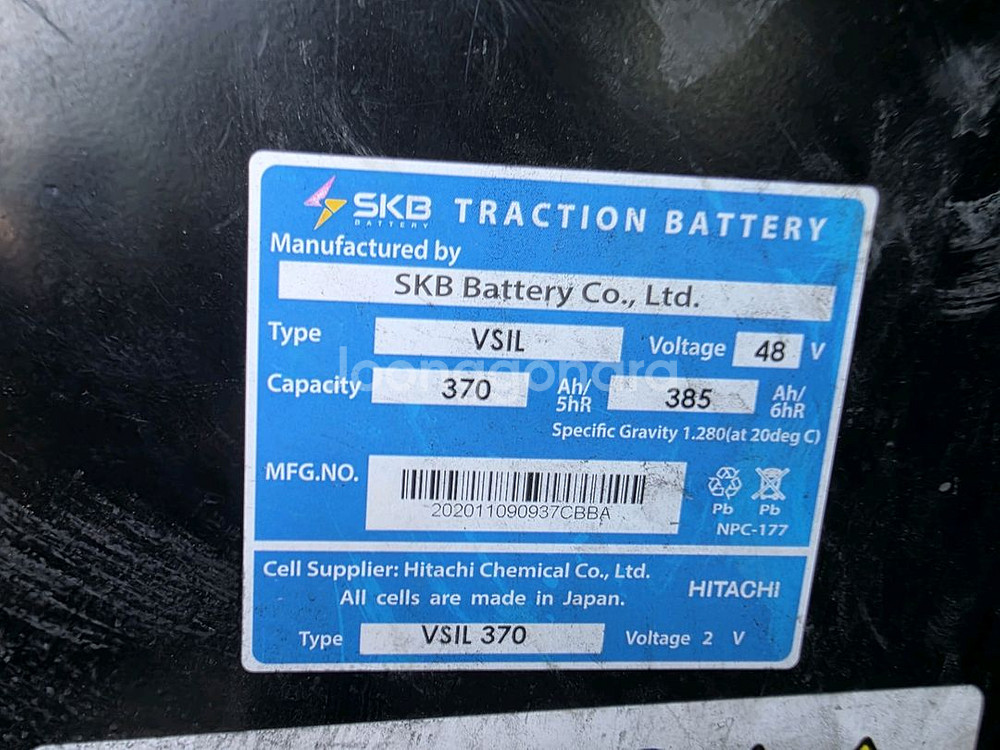 SKB BATTERY TRACTION BATTERY
Manufactured by
SKB Battery Co., Ltd.
Type VSIL Voltage 48 V
Capacity 370 Ah/5hR 385 Ah/6hR
Specific Gravity 1.280(at 20deg C)
MFG.NO.
202011090937CBBA
Pb Pb
NPC-177
Cell Supplier: Hitachi Chemical Co., Ltd.
HITACHI
All cells are made in Japan.
Type VSIL 370 Voltage 2 V